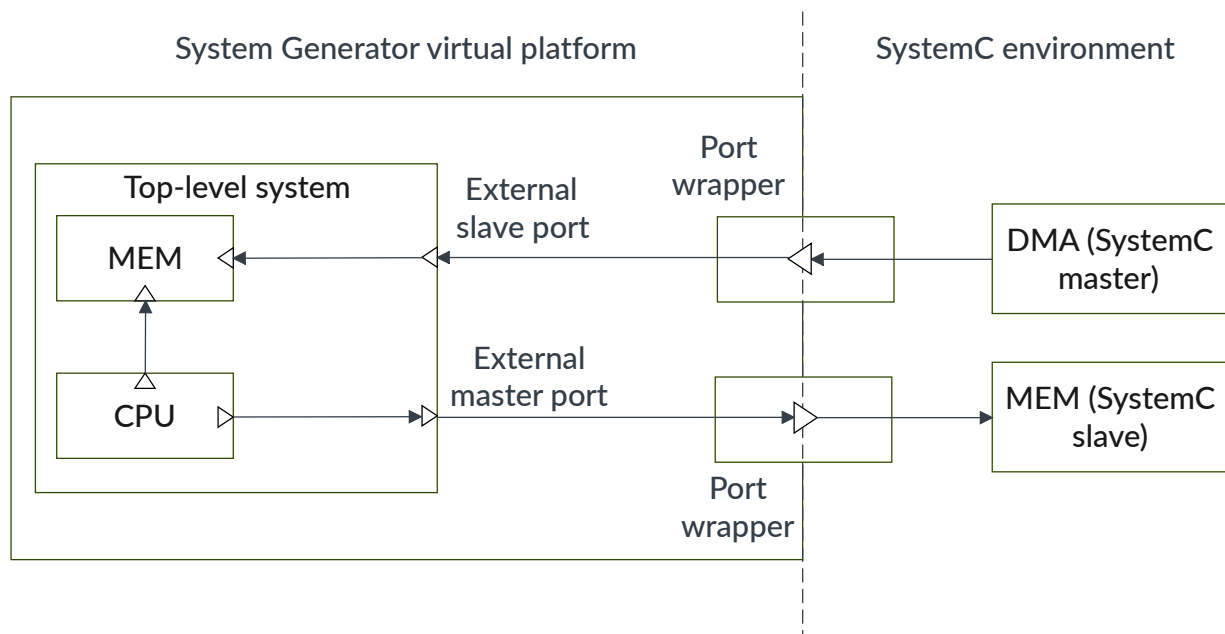 System Generator virtual platform
SystemC environment
Port
wrapper
Top-level system
External
slave port
MEM
DMA (SystemC
master)
External
master port
CPU
MEM (SystemC
slave)
Port
wrapper